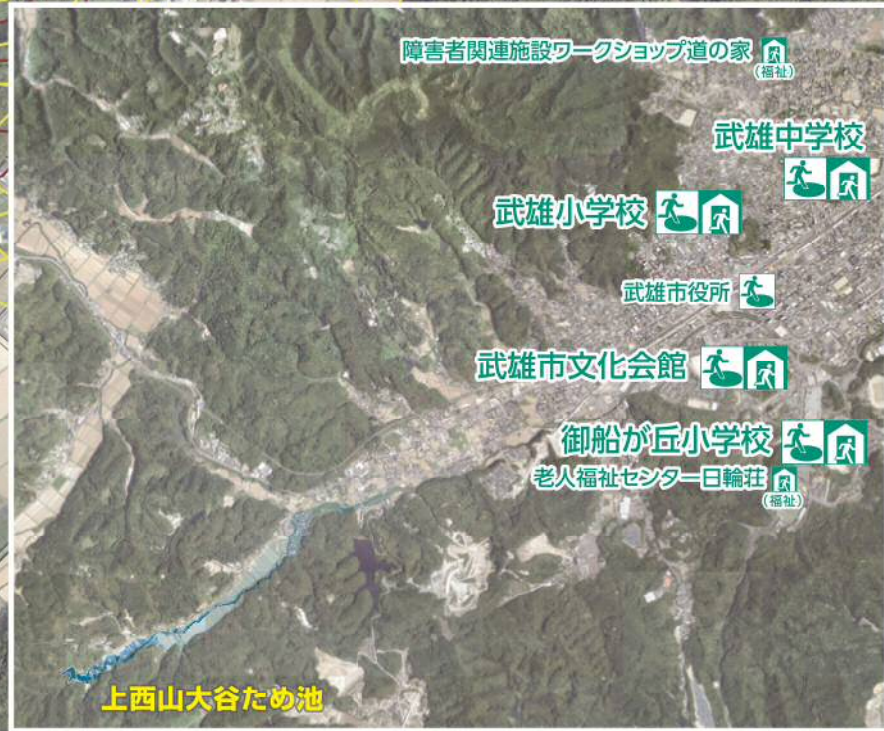 障害者関連施設ワークショップ道の家
(福祉)
武雄中学校
武雄小学校
武雄市役所
武雄市文化会館
御船が丘小学校
老人福祉センター日輪荘
(福祉)
上西山大谷ため池